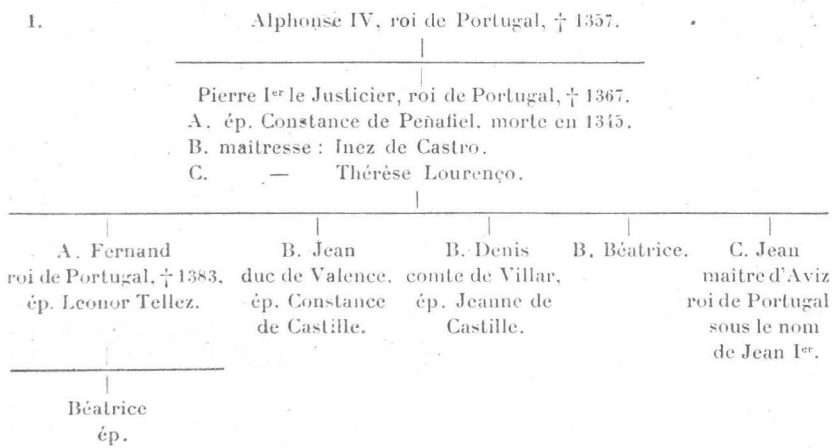 1. Alphonse IV, roi de Portugal, † 1357.
Pierre Iᵉʳ le Justicier, roi de Portugal, † 1367.
A. ép. Constance de Peñafiel, morte en 1345.
B. maitresse : Inez de Castro.
C. — Thérèse Lourenço.
A. Fernand
roi de Portugal, † 1383,
ép. Leonor Tellez.
B. Jean
duc de Valence,
ép. Constance
de Castille.
B. Denis
comte de Villar,
ép. Jeanne de
Castille.
B. Béatrice.
C. Jean
maître d'Aviz
roi de Portugal
sous le nom
de Jean Iᵉʳ.
Béatrice
ép.